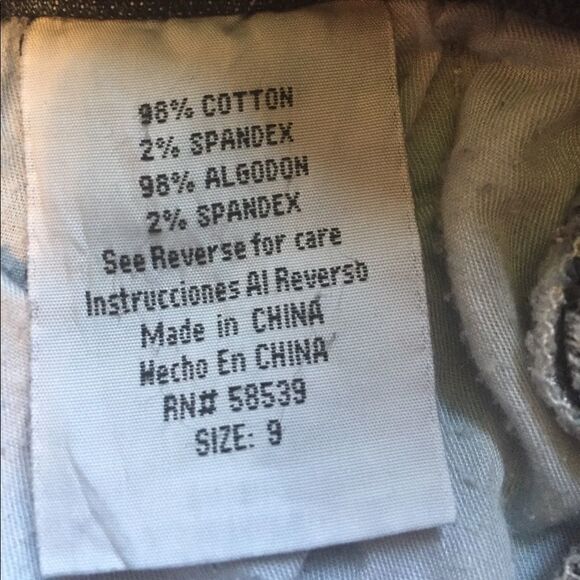 98% COTTON
2% SPANDEX
98% ALGODON
2% SPANDEX
See Reverse for care
Instrucciones Al Reverso
Made in CHINA
Hecho En CHINA
RN# 58539
SIZE: 9